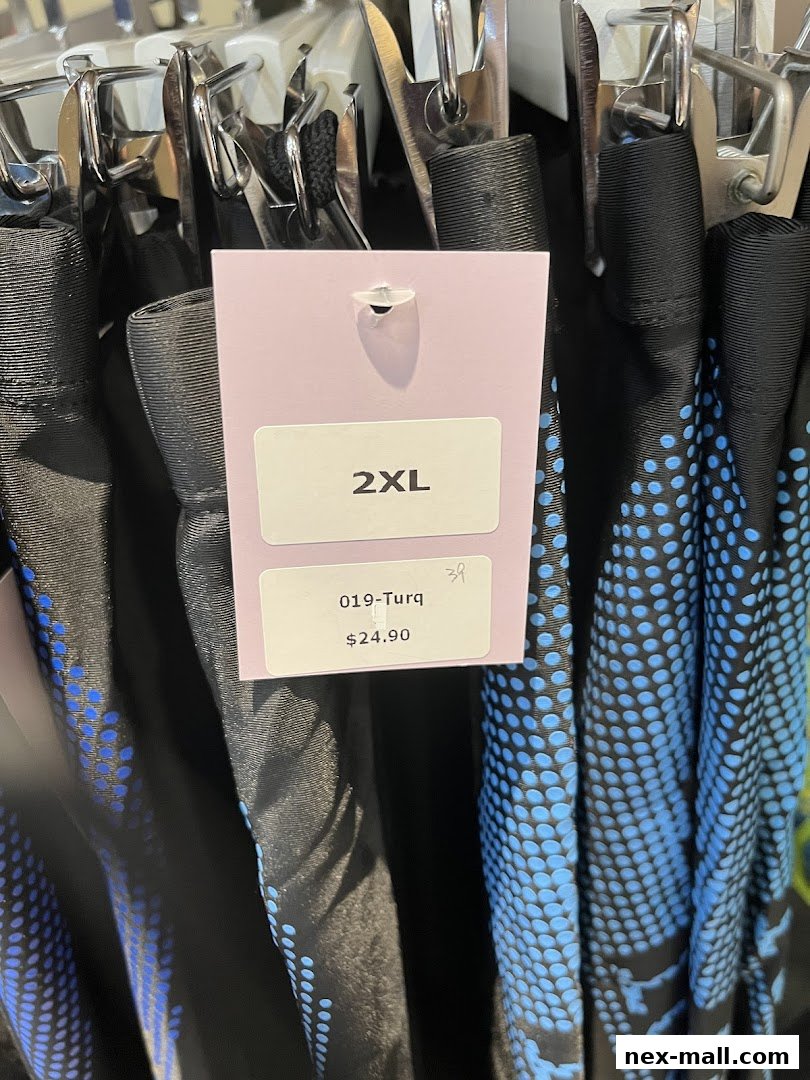 2XL
39
019-Turq
$24.90
nex-mall.com